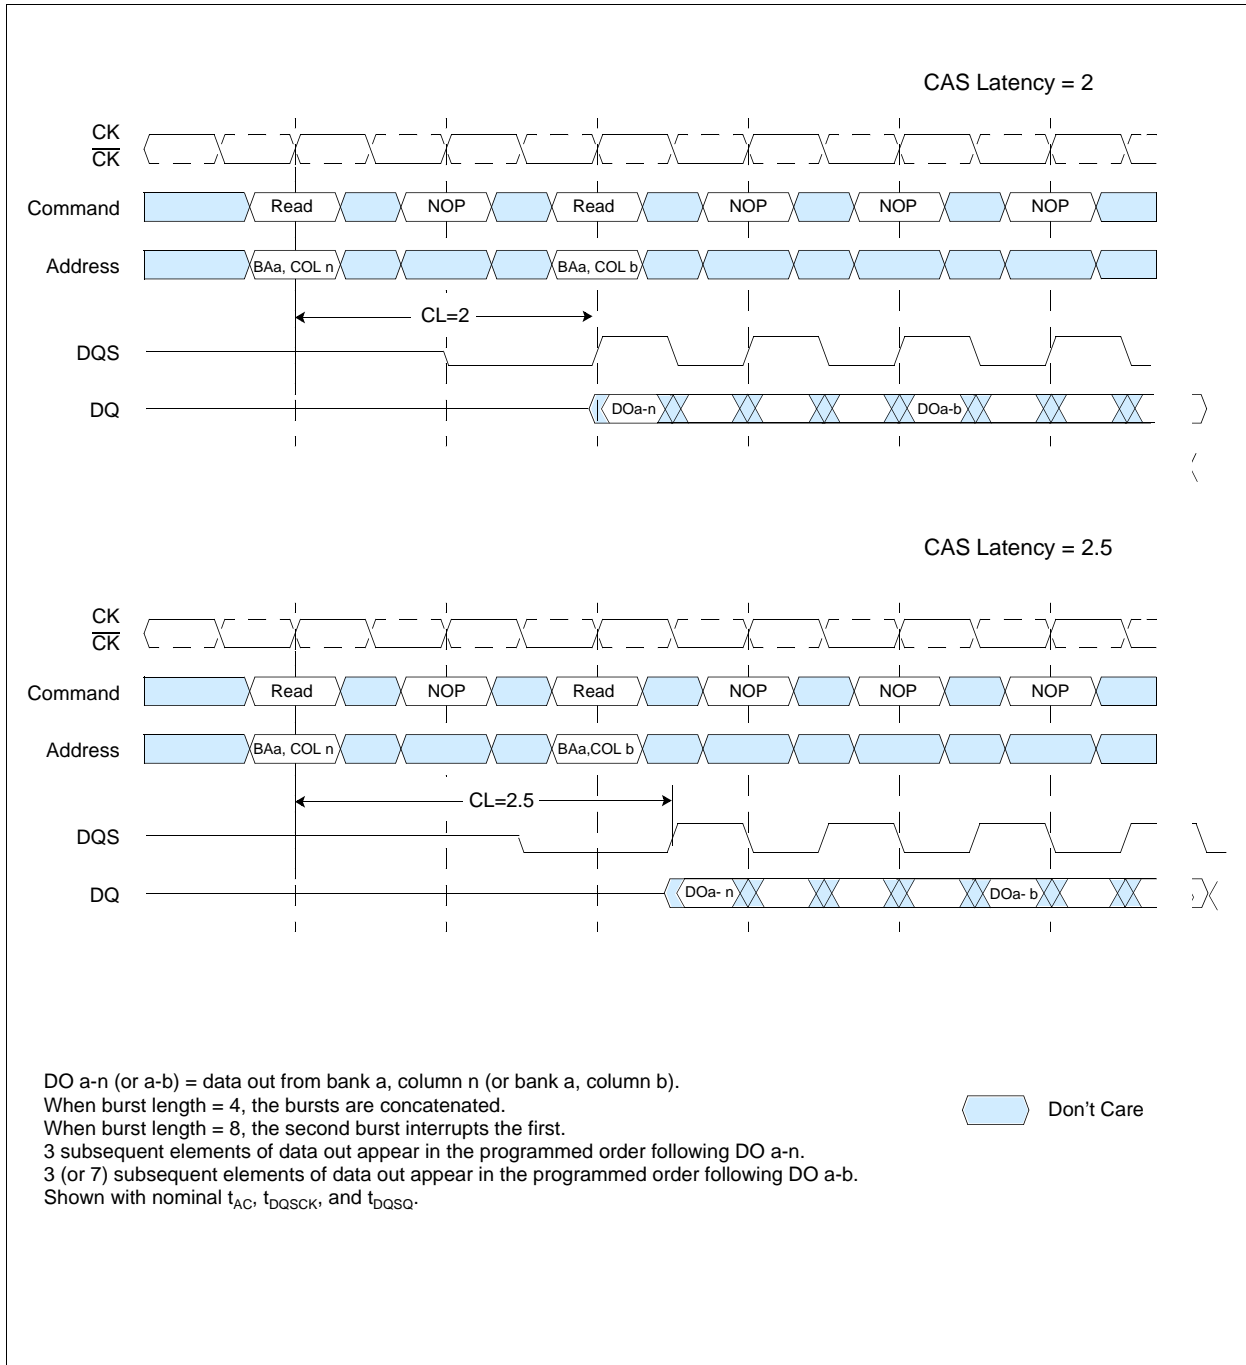 CAS Latency = 2
CK
CK
Command
Read
NOP
Read
NOP
NOP
NOP
Address
BAa, COL n
BAa, COL b
CL=2
DQS
DQ
DOa-n
DOa-b
CAS Latency = 2.5
CK
CK
Command
Read
NOP
Read
NOP
NOP
NOP
Address
BAa, COL n
BAa,COL b
CL=2.5
DQS
DQ
DOa- n
DOa- b
DO a-n (or a-b) = data out from bank a, column n (or bank a, column b).
When burst length = 4, the bursts are concatenated.
When burst length = 8, the second burst interrupts the first.
3 subsequent elements of data out appear in the programmed order following DO a-n.
3 (or 7) subsequent elements of data out appear in the programmed order following DO a-b.
Shown with nominal tAC, tDQSCK, and tDQSQ.
Don't Care